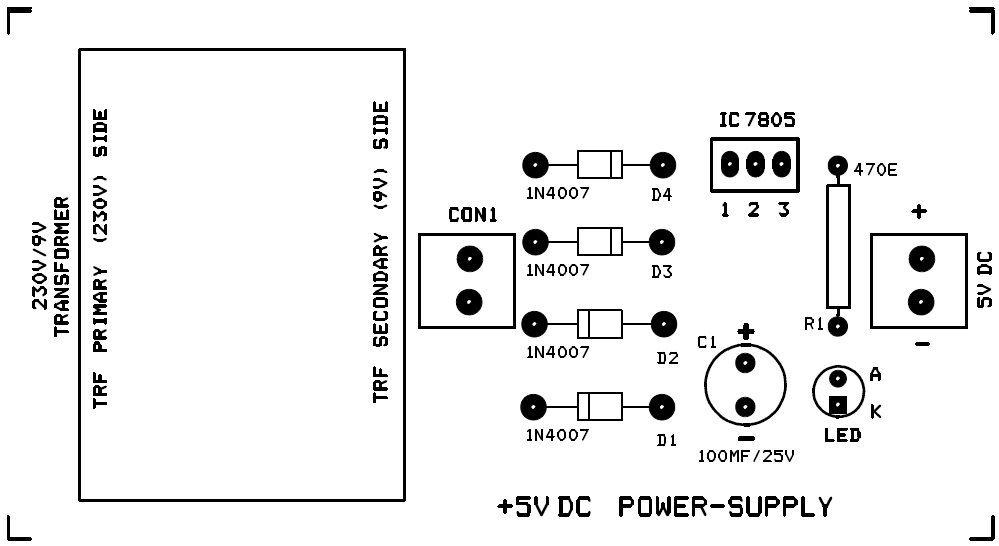 230V/9V
TRANSFORMER
TRF PRIMARY (230V) SIDE
TRF SECONDARY (9V) SIDE
CON1
1N4007
D4
1N4007
D3
1N4007
D2
1N4007
D1
IC 7805
1 2 3
470E
R1
C1
+
-
100MF/25V
A
K
LED
+
5V DC
-
+5V DC POWER-SUPPLY